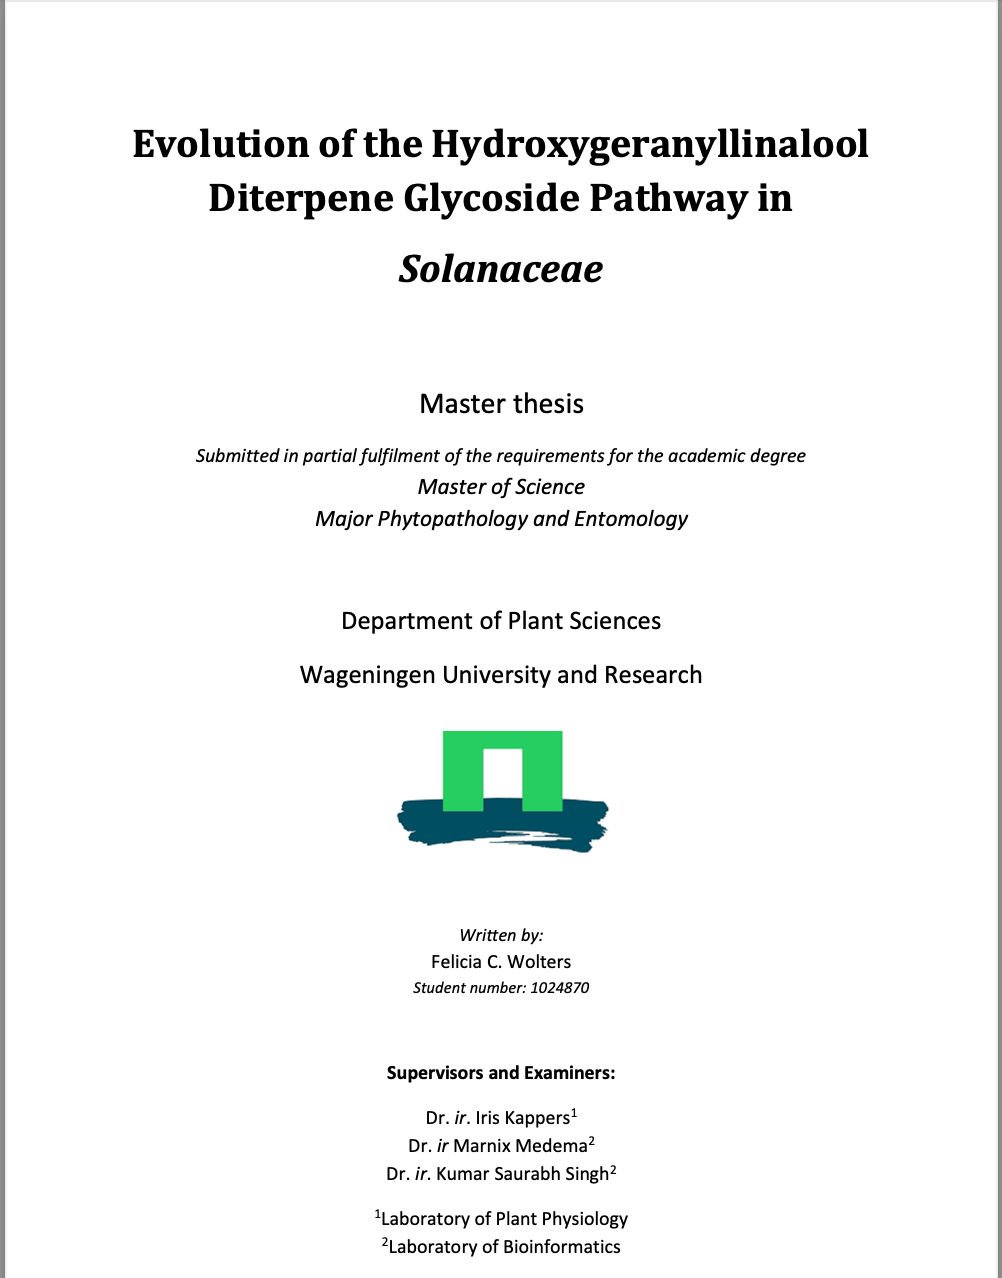 Evolution of the Hydroxygeranyllinalool
Diterpene Glycoside Pathway in
Solanaceae
Master thesis
Submitted in partial fulfilment of the requirements for the academic degree
Master of Science
Major Phytopathology and Entomology
Department of Plant Sciences
Wageningen University and Research
Written by:
Felicia C. Wolters
Student number: 1024870
Supervisors and Examiners:
Dr. ir. Iris Kappers¹
Dr. ir Marnix Medema²
Dr. ir. Kumar Saurabh Singh²
¹Laboratory of Plant Physiology
²Laboratory of Bioinformatics